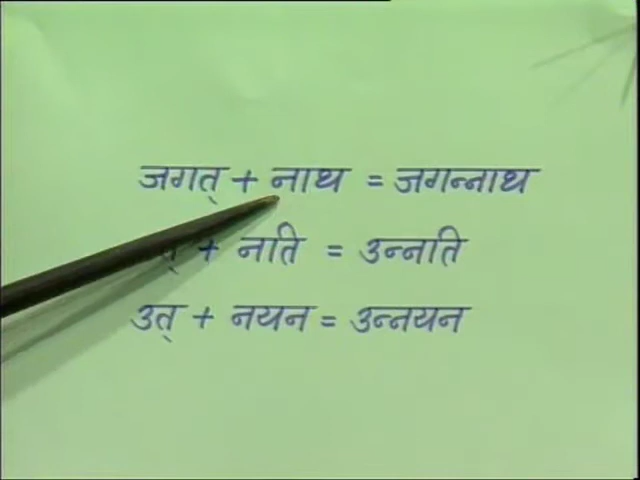 जगत् + नाथ = जगन्नाथ
+ नति = उन्नति
उत् + नयन = उन्नयन